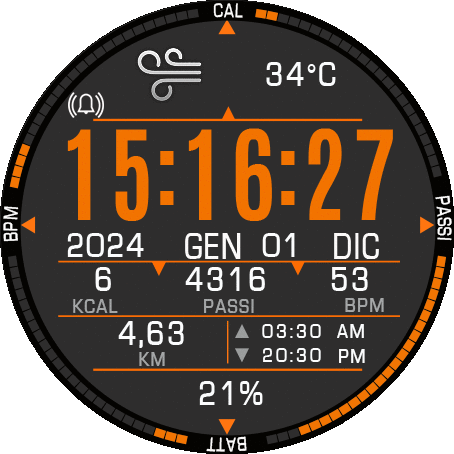 CAL
34°C
15:16:27
2024 GEN 01 DIC
6 4316 53
KCAL PASSI BPM
4,63
KM
03:30 AM
20:30 PM
21%
BPM
PASSI
BATT